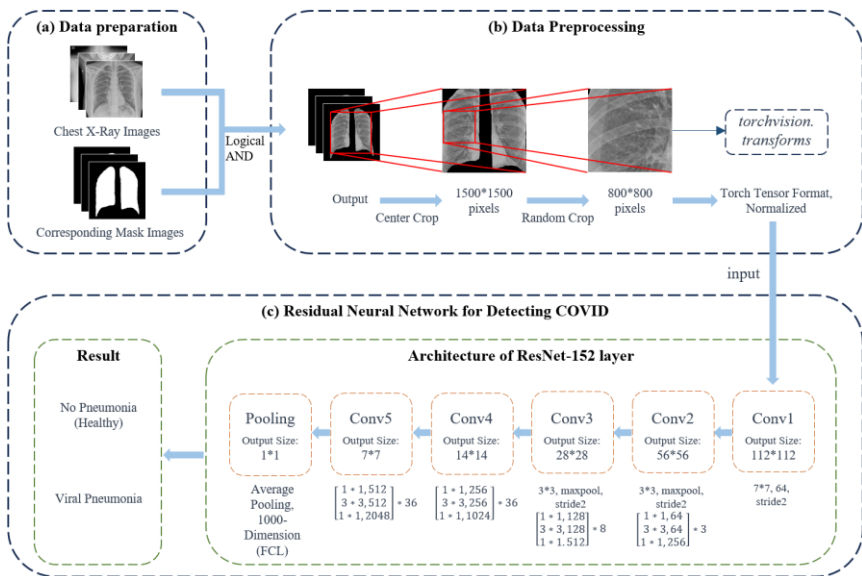 (a) Data preparation
Chest X-Ray Images
Corresponding Mask Images
Logical
AND
(b) Data Preprocessing
Output
Center Crop
1500*1500
pixels
Random Crop
800*800
pixels
torchvision.
transforms
Torch Tensor Format,
Normalized
input
(c) Residual Neural Network for Detecting COVID
Result
No Pneumonia
(Healthy)
Viral Pneumonia
Architecture of ResNet-152 layer
Pooling
Output Size:
1*1
Average
Pooling,
1000-
Dimension
(FCL)
Conv5
Output Size:
7*7
[1 * 1, 512
3 * 3, 512
1 * 1, 2048] * 36
Conv4
Output Size:
14*14
[1 * 1, 256
3 * 3, 256
1 * 1, 1024] * 36
Conv3
Output Size:
28*28
3*3, maxpool,
stride2
[1 * 1, 128
3 * 3, 128
1 * 1. 512] * 8
Conv2
Output Size:
56*56
3*3, maxpool,
stride2
[1 * 1, 64
3 * 3, 64
1 * 1, 256] * 3
Conv1
Output Size:
112*112
7*7, 64,
stride2